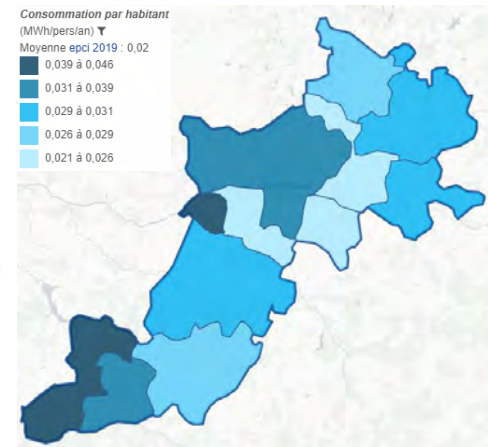 Consommation par habitant
(MWh/pers/an)
Moyenne epci 2019 : 0,02
0,039 à 0,046
0,031 à 0,039
0,029 à 0,031
0,026 à 0,029
0,021 à 0,026